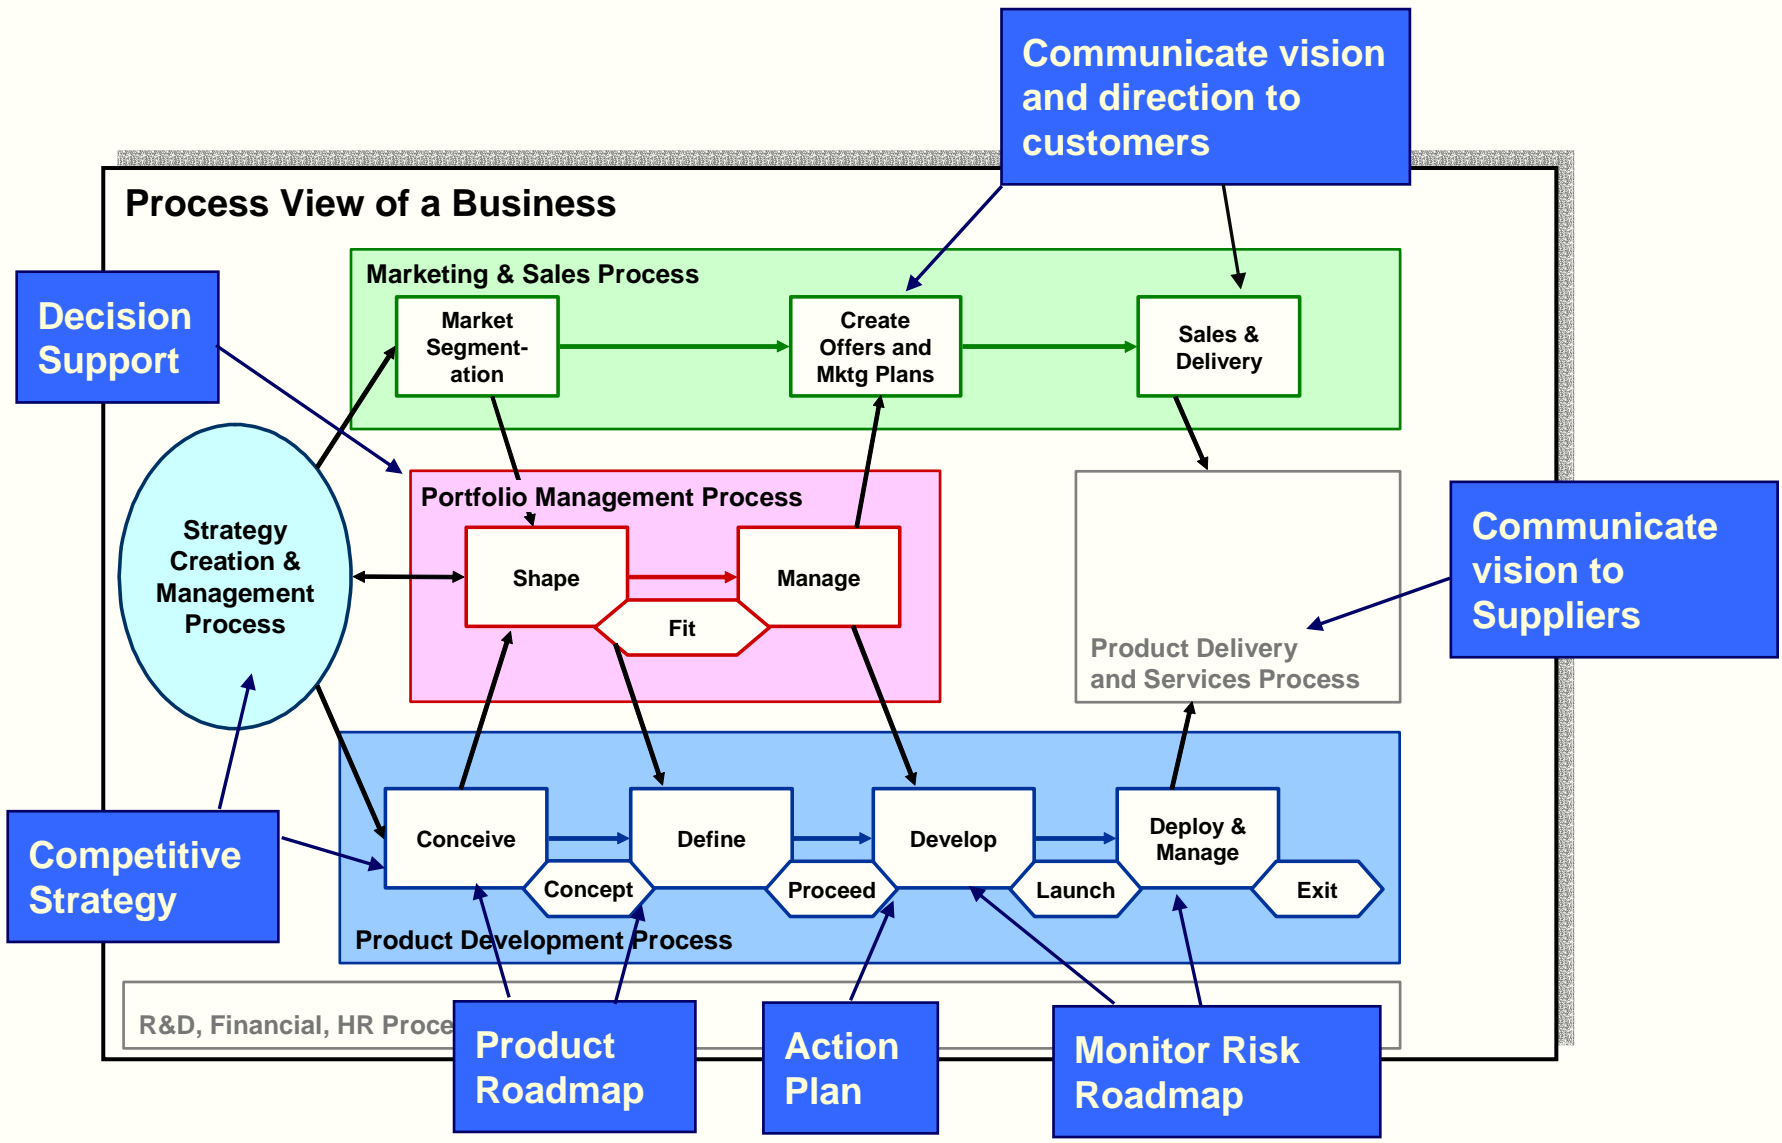 Communicate vision
and direction to
customers
Process View of a Business
Marketing & Sales Process
Decision
Support
Market
Segment-
ation
Create
Offers and
Mktg Plans
Sales &
Delivery
Portfolio Management Process
Strategy
Creation &
Management
Process
Shape
Manage
Fit
Communicate
vision to
Suppliers
Product Delivery
and Services Process
Conceive
Define
Develop
Deploy &
Manage
Concept
Proceed
Launch
Exit
Product Development Process
Competitive
Strategy
R&D, Financial, HR Proce
Product
Roadmap
Action
Plan
Monitor Risk
Roadmap